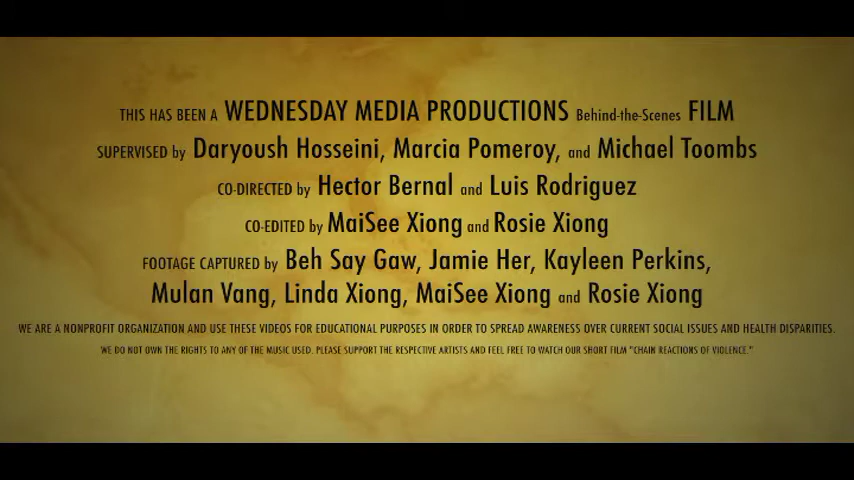 THIS HAS BEEN A WEDNESDAY MEDIA PRODUCTIONS Behind-the-Scenes FILM
SUPERVISED by Daryoush Hosseini, Marcia Pomeroy, and Michael Toombs
CO-DIRECTED by Hector Bernal and Luis Rodriguez
CO-EDITED by MaiSee Xiong and Rosie Xiong
FOOTAGE CAPTURED by Beh Say Gaw, Jamie Her, Kayleen Perkins,
Mulan Vang, Linda Xiong, MaiSee Xiong and Rosie Xiong
WE ARE A NONPROFIT ORGANIZATION AND USE THESE VIDEOS FOR EDUCATIONAL PURPOSES IN ORDER TO SPREAD AWARENESS OVER CURRENT SOCIAL ISSUES AND HEALTH DISPARITIES.
WE DO NOT OWN THE RIGHTS TO ANY OF THE MUSIC USED. PLEASE SUPPORT THE RESPECTIVE ARTISTS AND FEEL FREE TO WATCH OUR SHORT FILM "CHAIN REACTIONS OF VIOLENCE."